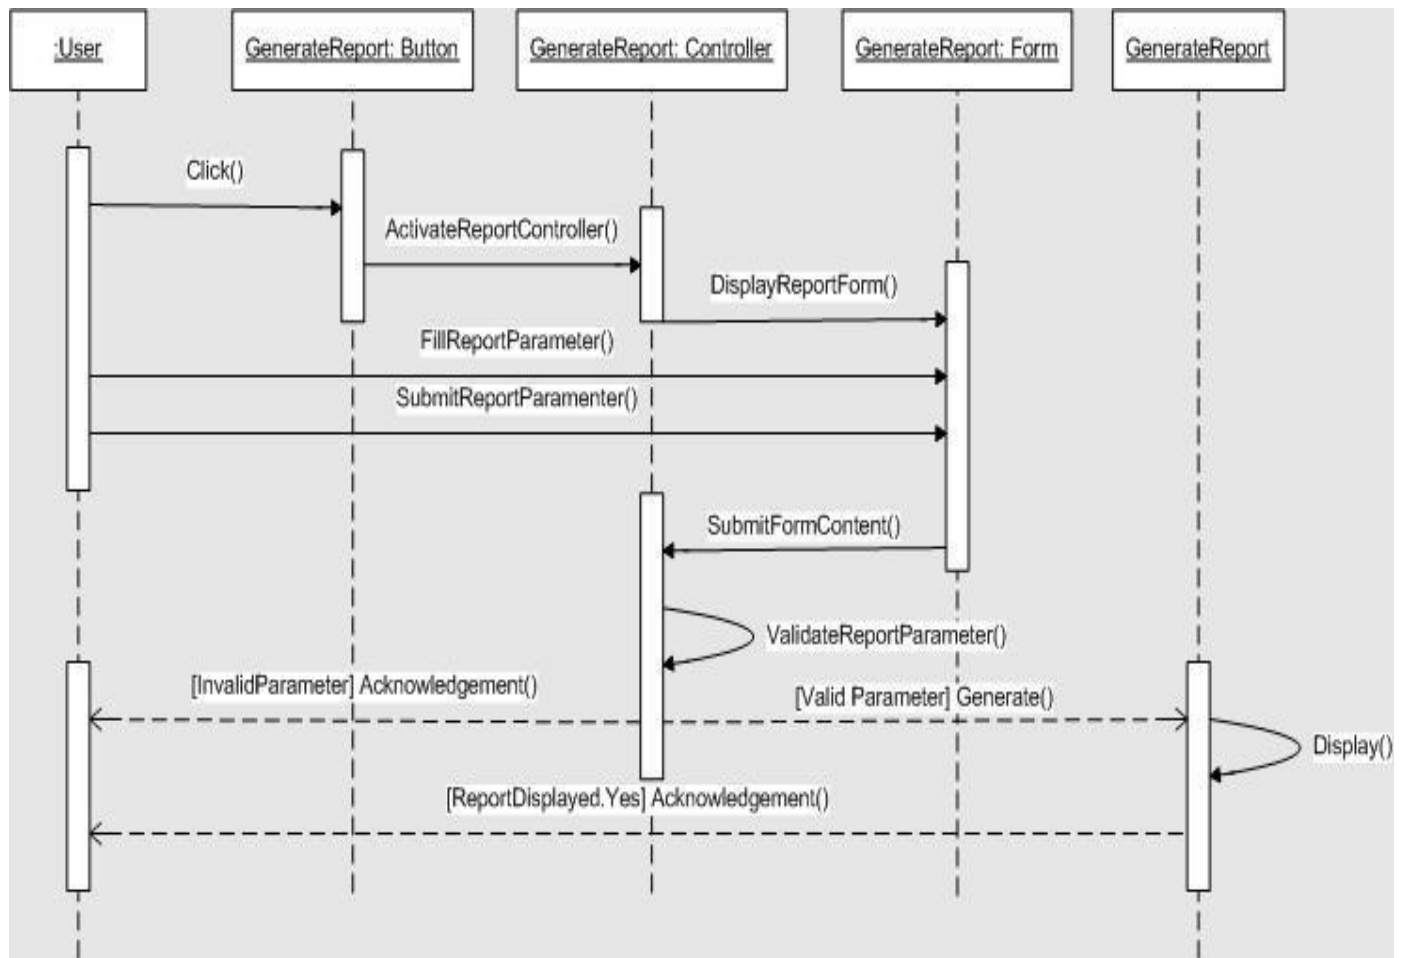 :User
GenerateReport: Button
GenerateReport: Controller
GenerateReport: Form
GenerateReport
Click()
ActivateReportController()
DisplayReportForm()
FillReportParameter()
SubmitReportParamenter()
SubmitFormContent()
ValidateReportParameter()
[InvalidParameter] Acknowledgement()
[Valid Parameter] Generate()
Display()
[ReportDisplayed.Yes] Acknowledgement()